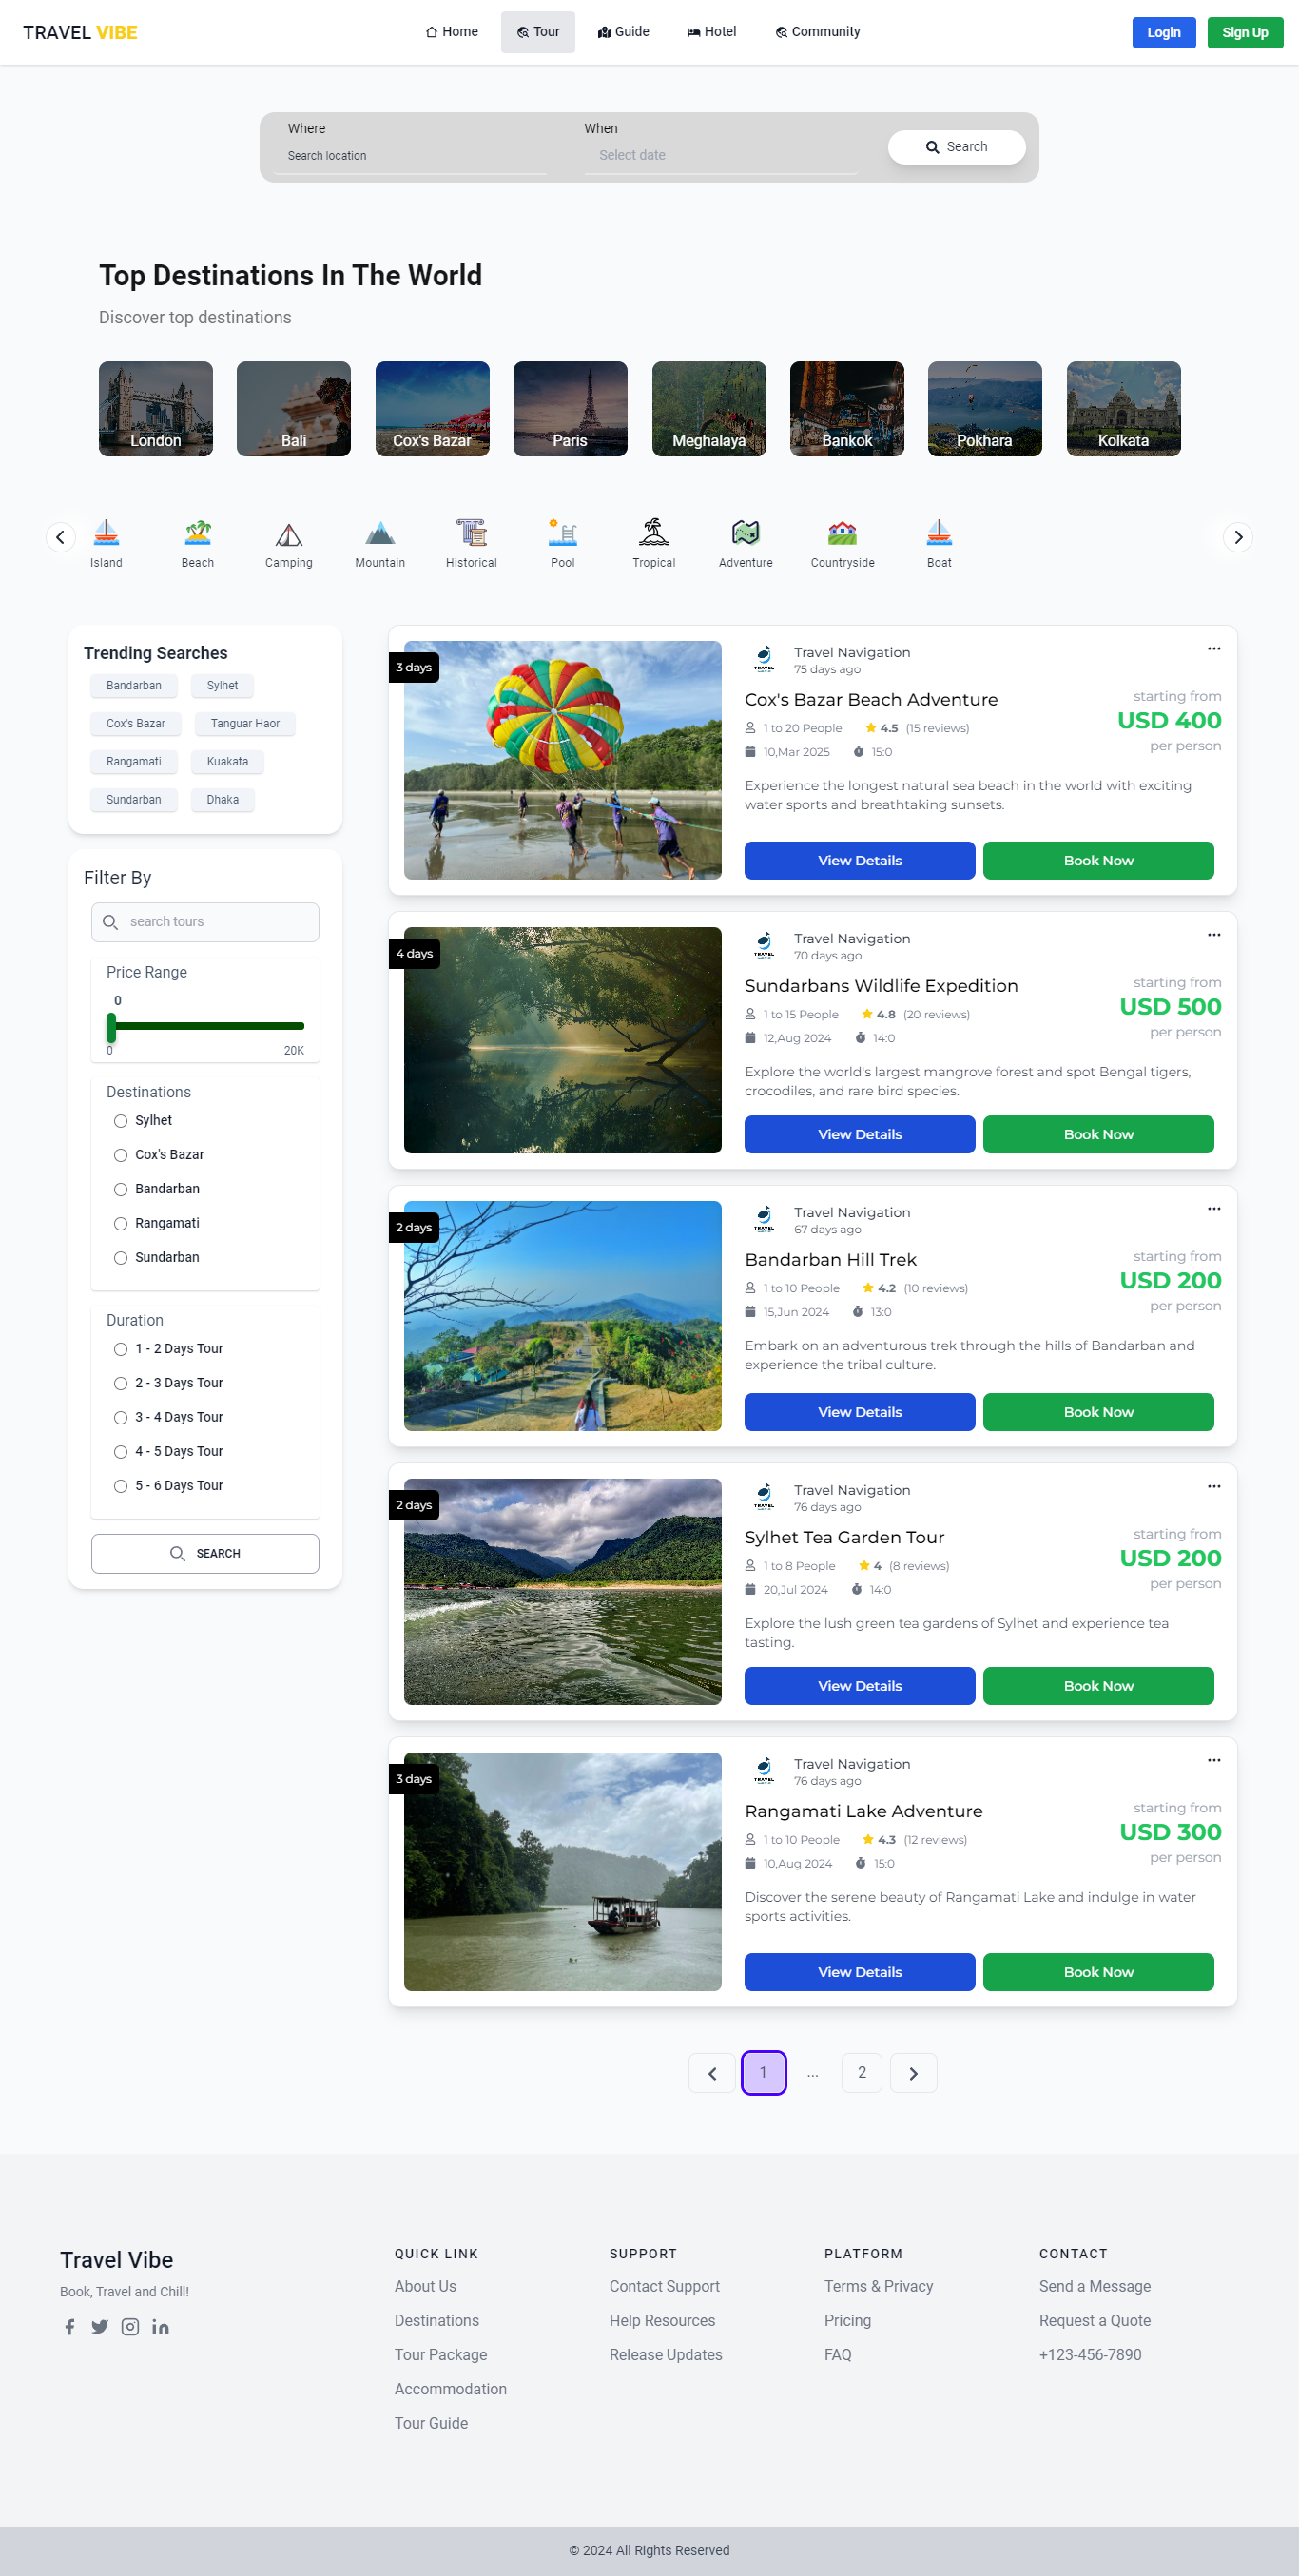 TRAVEL VIBE
Home
Tour
Guide
Hotel
Community
Login
Sign Up
Where
Search location
When
Select date
Search
Top Destinations In The World
Discover top destinations
London
Bali
Cox's Bazar
Paris
Meghalaya
Bankok
Pokhara
Kolkata
Island
Beach
Camping
Mountain
Historical
Pool
Tropical
Adventure
Countryside
Boat
Trending Searches
Bandarban
Sylhet
Cox's Bazar
Tanguar Haor
Rangamati
Kuakata
Sundarban
Dhaka
Filter By
search tours
Price Range
0
0
20K
Destinations
Sylhet
Cox's Bazar
Bandarban
Rangamati
Sundarban
Duration
1 - 2 Days Tour
2 - 3 Days Tour
3 - 4 Days Tour
4 - 5 Days Tour
5 - 6 Days Tour
SEARCH
3 days
TRAVEL
Travel Navigation
75 days ago
Cox's Bazar Beach Adventure
1 to 20 People
4.5 (15 reviews)
10,Mar 2025
15:0
starting from
USD 400
per person
Experience the longest natural sea beach in the world with exciting
water sports and breathtaking sunsets.
View Details
Book Now
4 days
TRAVEL
Travel Navigation
70 days ago
Sundarbans Wildlife Expedition
1 to 15 People
4.8 (20 reviews)
12,Aug 2024
14:0
starting from
USD 500
per person
Explore the world's largest mangrove forest and spot Bengal tigers,
crocodiles, and rare bird species.
View Details
Book Now
2 days
TRAVEL
Travel Navigation
67 days ago
Bandarban Hill Trek
1 to 10 People
4.2 (10 reviews)
15,Jun 2024
13:0
starting from
USD 200
per person
Embark on an adventurous trek through the hills of Bandarban and
experience the tribal culture.
View Details
Book Now
2 days
TRAVEL
Travel Navigation
76 days ago
Sylhet Tea Garden Tour
1 to 8 People
4 (8 reviews)
20,Jul 2024
14:0
starting from
USD 200
per person
Explore the lush green tea gardens of Sylhet and experience tea
tasting.
View Details
Book Now
3 days
TRAVEL
Travel Navigation
76 days ago
Rangamati Lake Adventure
1 to 10 People
4.3 (12 reviews)
10,Aug 2024
15:0
starting from
USD 300
per person
Discover the serene beauty of Rangamati Lake and indulge in water
sports activities.
View Details
Book Now
1
...
2
Travel Vibe
Book, Travel and Chill!
QUICK LINK
About Us
Destinations
Tour Package
Accommodation
Tour Guide
SUPPORT
Contact Support
Help Resources
Release Updates
PLATFORM
Terms & Privacy
Pricing
FAQ
CONTACT
Send a Message
Request a Quote
+123-456-7890
© 2024 All Rights Reserved